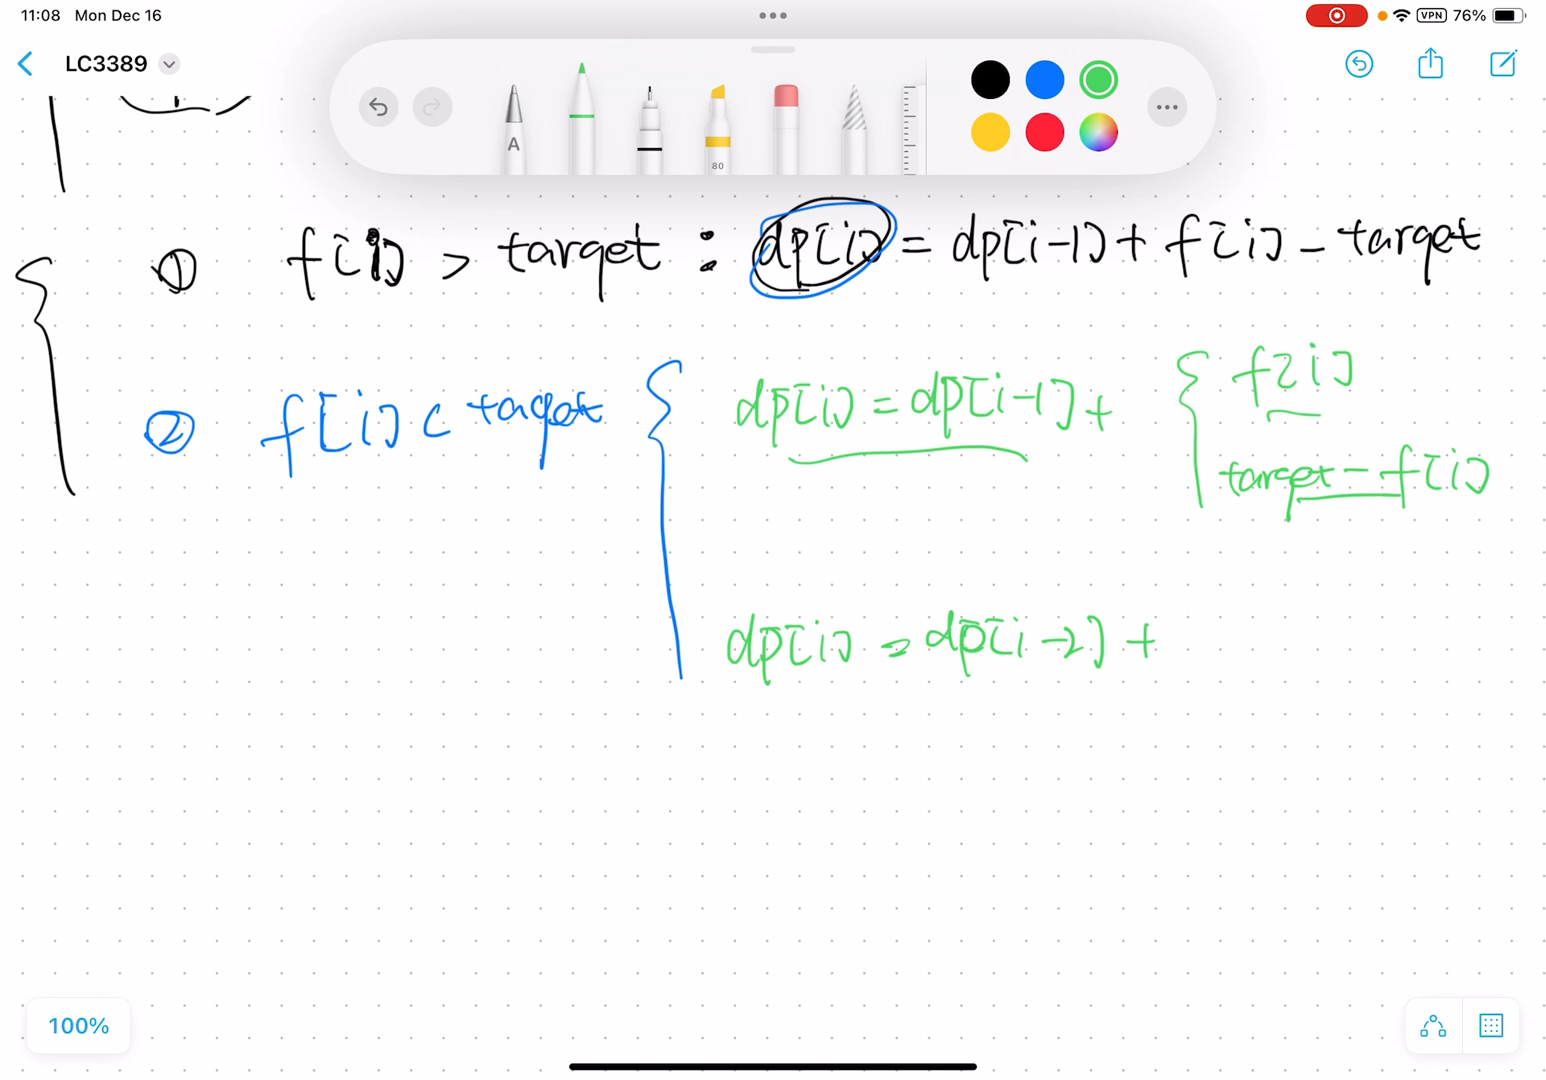 11:08 Mon Dec 16
VPN 76%
LC3389
A
80
① f[i] > target : dp[i] = dp[i-1] + f[i] - target
② f[i] < target { dp[i] = dp[i-1] + { f[i]
target - f[i]
dp[i] = dp[i-2] +
100%